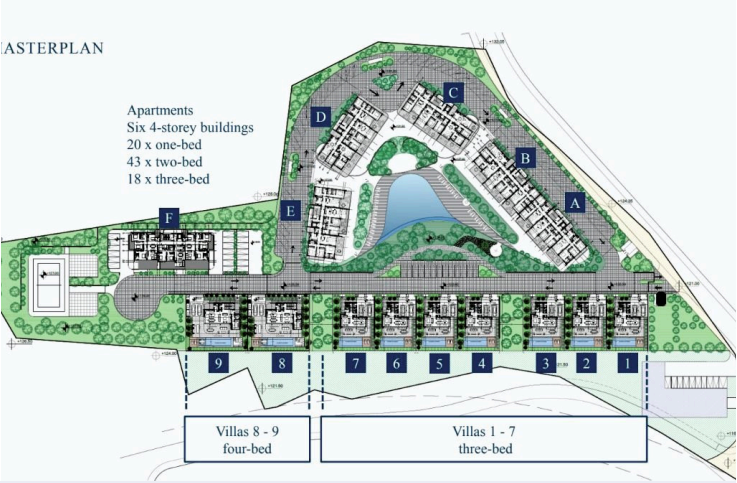 ASTERPLAN
Apartments
Six 4-storey buildings
20 x one-bed
43 x two-bed
18 x three-bed
C
D
B
A
E
F
9
8
7
6
5
4
3
2
1
Villas 8 - 9
four-bed
Villas 1 - 7
three-bed